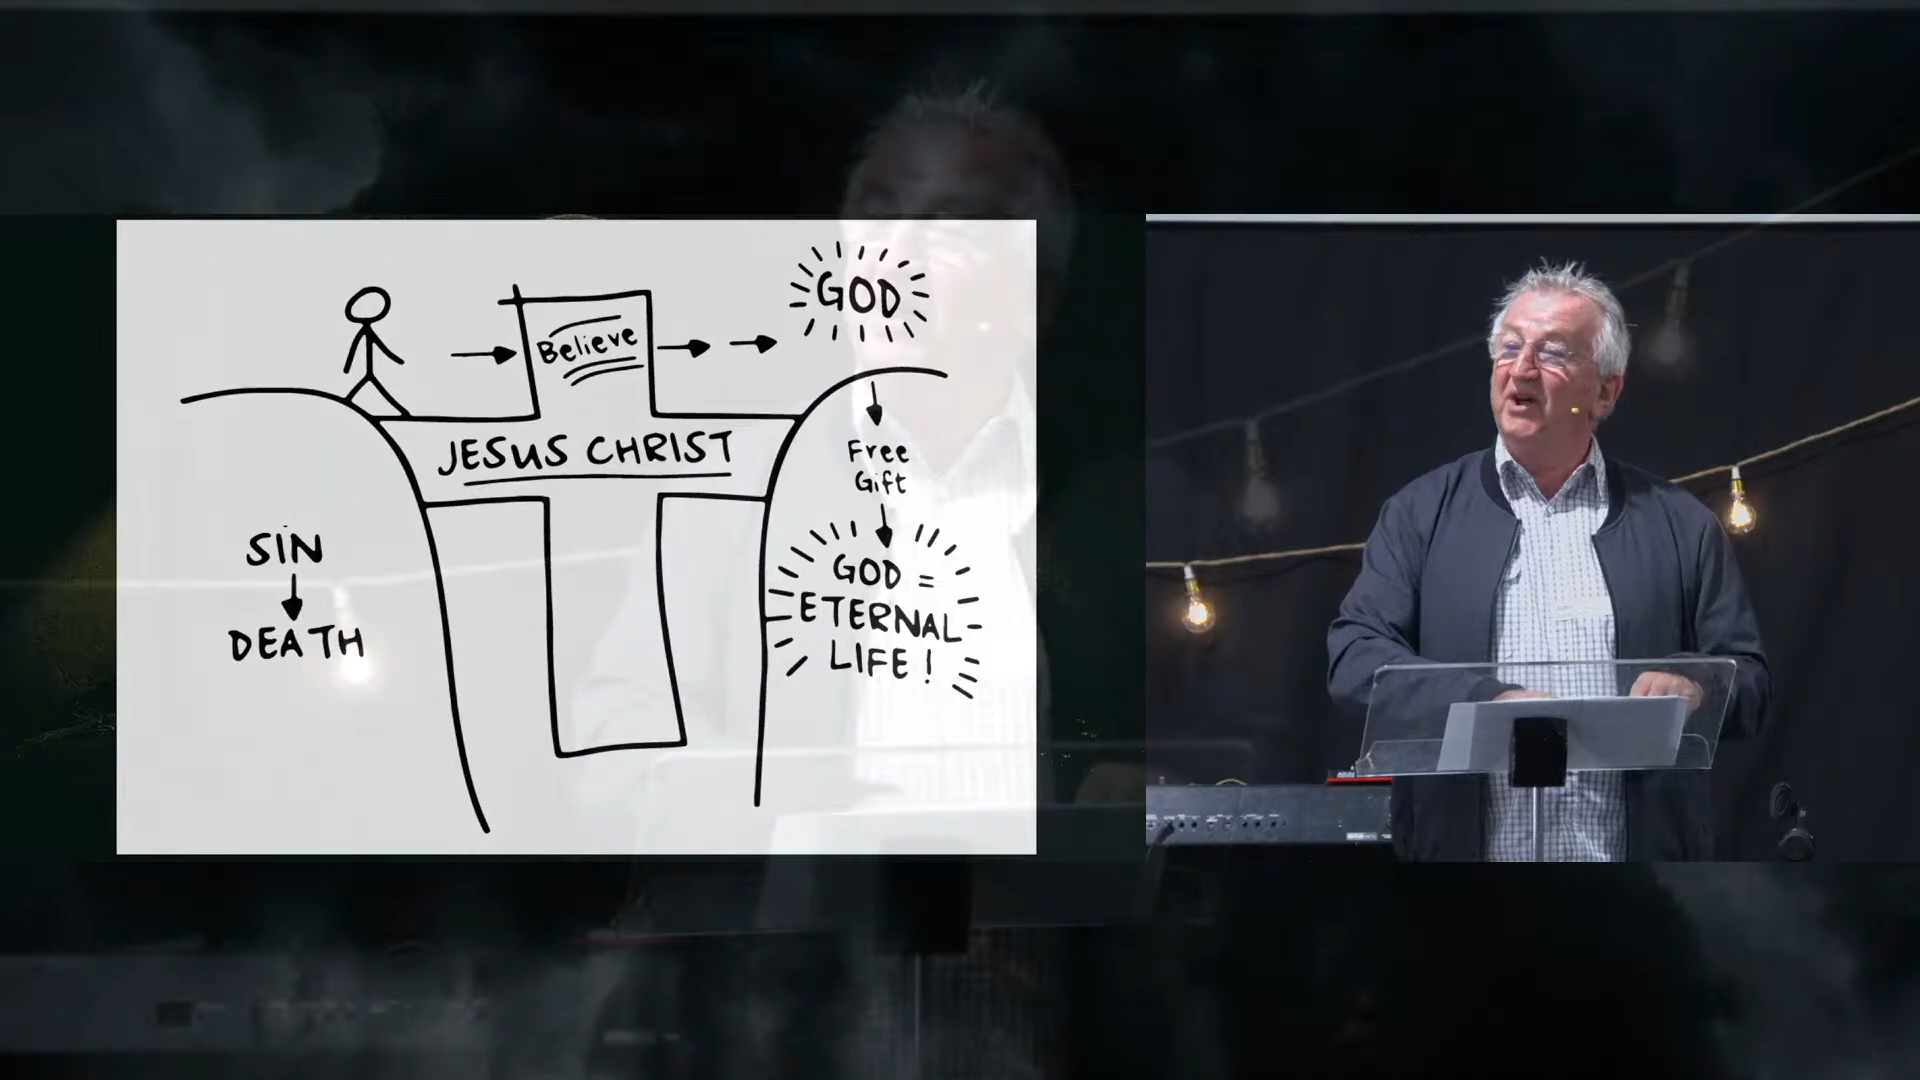 GOD
Believe
JESUS CHRIST
Free
Gift
SIN
DEATH
GOD =
ETERNAL
LIFE!